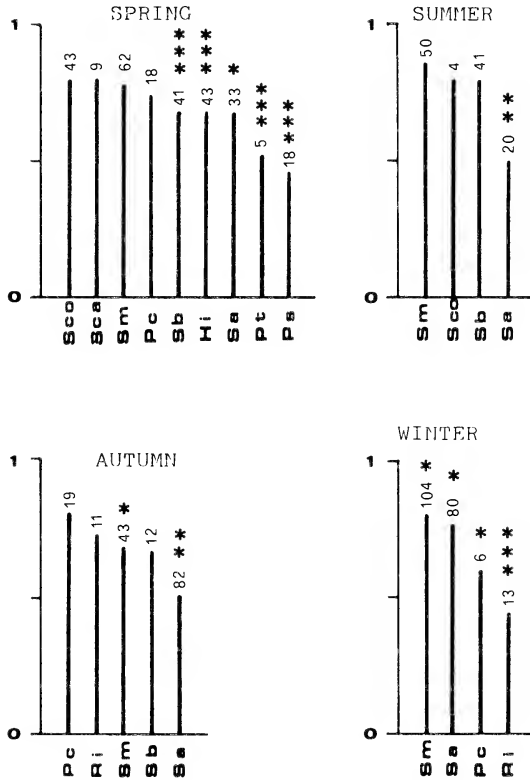 SPRING
1
43 9 62 18 41 *** 43 *** 33 * 5 *** 18 ***
0
Sco Sca Sm Pc Sb Hi Sa Pt Ps
SUMMER
50 4 41 20 **
0
Sm Sco Sb Sa
AUTUMN
1
19 11 43 * 12 82 **
0
Pc Ri Sm Sb Sa
WINTER
1
104 * 80 * 6 * 13 ***
0
Sm Sa Pc Ri